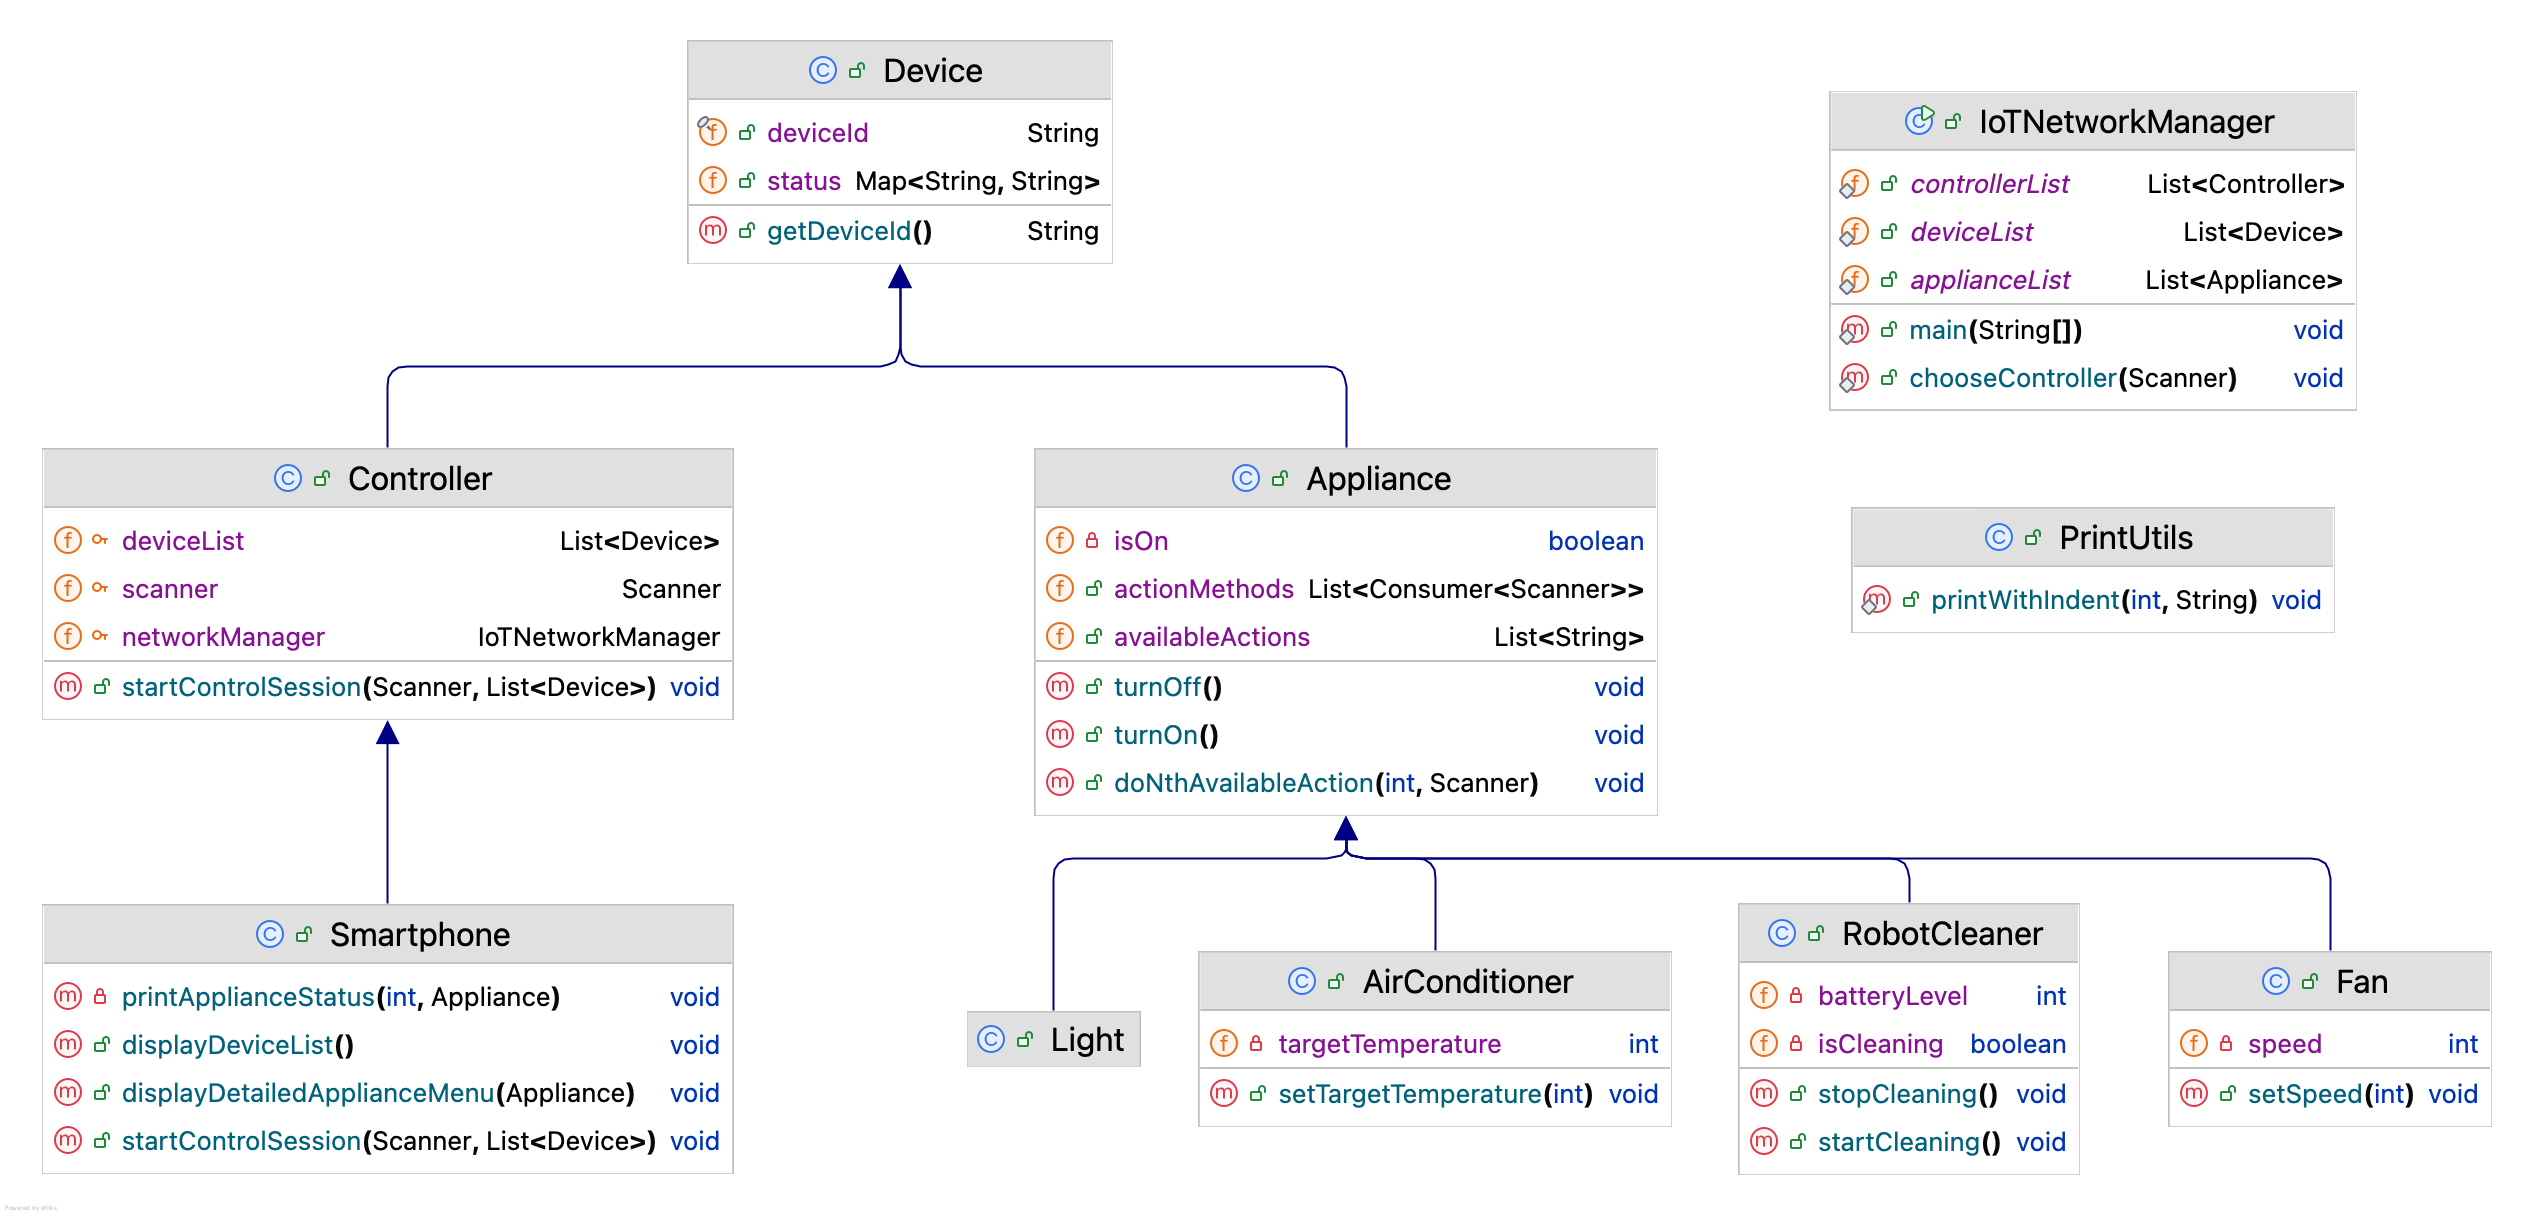 Device
deviceId String
status Map<String, String>
getDeviceId() String
IoTNetworkManager
controllerList List<Controller>
deviceList List<Device>
applianceList List<Appliance>
main(String[]) void
chooseController(Scanner) void
Controller
deviceList List<Device>
scanner Scanner
networkManager IoTNetworkManager
startControlSession(Scanner, List<Device>) void
Appliance
isOn boolean
actionMethods List<Consumer<Scanner>>
availableActions List<String>
turnOff() void
turnOn() void
doNthAvailableAction(int, Scanner) void
PrintUtils
printWithIndent(int, String) void
Smartphone
printApplianceStatus(int, Appliance) void
displayDeviceList() void
displayDetailedApplianceMenu(Appliance) void
startControlSession(Scanner, List<Device>) void
Light
AirConditioner
targetTemperature int
setTargetTemperature(int) void
RobotCleaner
batteryLevel int
isCleaning boolean
stopCleaning() void
startCleaning() void
Fan
speed int
setSpeed(int) void
Powered by yFiles